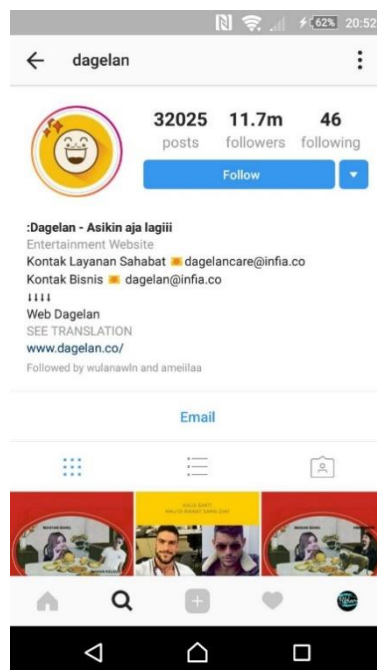 62% 20:52
dagelan
32025 11.7m 46
posts followers following
Follow
:Dagelan - Asikin aja lagiii
Entertainment Website
Kontak Layanan Sahabat dagelancare@infia.co
Kontak Bisnis dagelan@infia.co
↓↓↓↓
Web Dagelan
SEE TRANSLATION
www.dagelan.co/
Followed by wulanawln and ameiilaa
Email